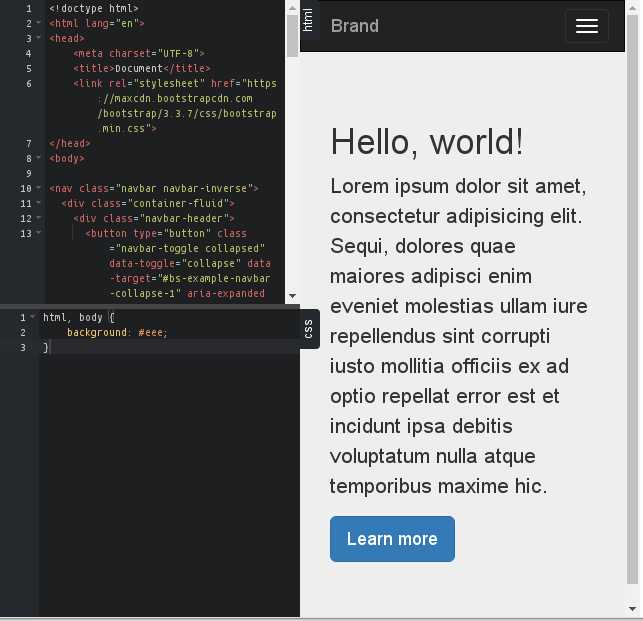 1 <!doctype html>
2 <html lang="en">
3 <head>
4 <meta charset="UTF-8">
5 <title>Document</title>
6 <link rel="stylesheet" href="https
://maxcdn.bootstrapcdn.com
/bootstrap/3.3.7/css/bootstrap
.min.css">
7 </head>
8 <body>
9
10 <nav class="navbar navbar-inverse">
11 <div class="container-fluid">
12 <div class="navbar-header">
13 <button type="button" class
="navbar-toggle collapsed"
data-toggle="collapse" data
-target="#bs-example-navbar
-collapse-1" aria-expanded
html
1 html, body {
2 background: #eee;
3 }
css
Brand
Hello, world!
Lorem ipsum dolor sit amet,
consectetur adipisicing elit.
Sequi, dolores quae
maiores adipisci enim
eveniet molestias ullam iure
repellendus sint corrupti
iusto mollitia officiis ex ad
optio repellat error est et
incidunt ipsa debitis
voluptatum nulla atque
temporibus maxime hic.
Learn more